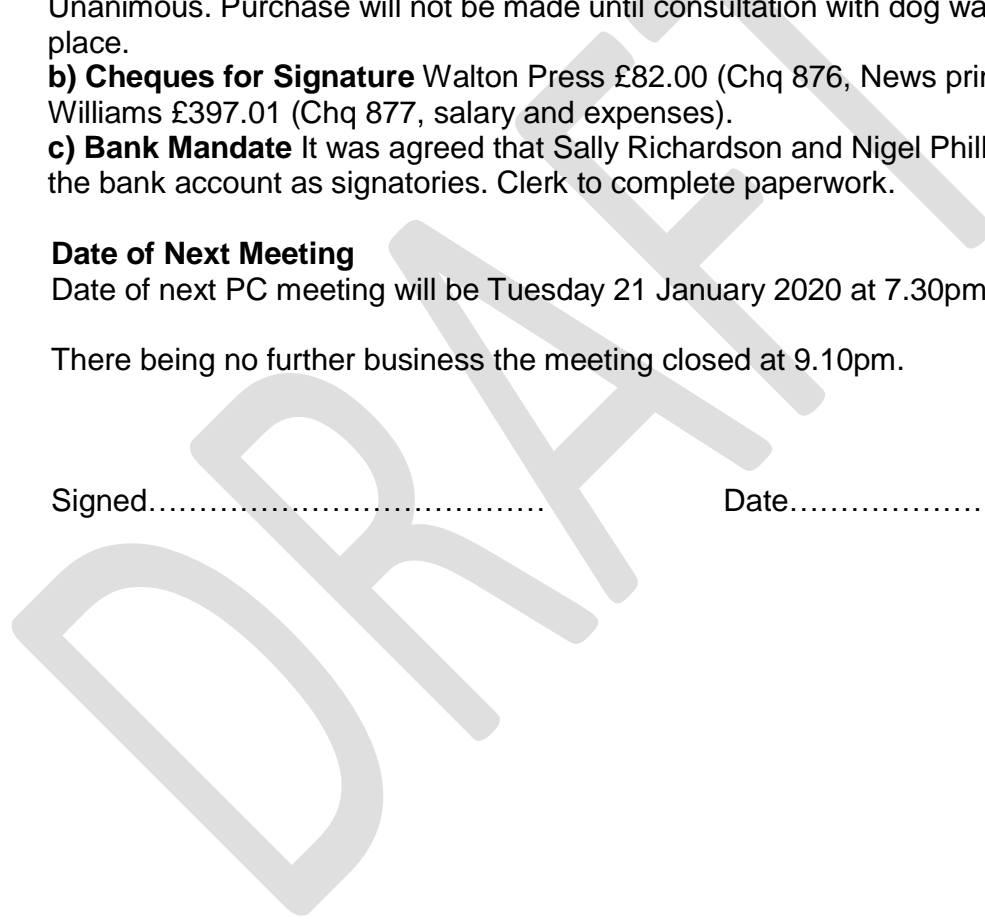 Unanimous. Purchase will not be made until consultation with dog
place.
b) Cheques for Signature Walton Press £82.00 (Chq 876, News
Williams £397.01 (Chq 877, salary and expenses).
c) Bank Mandate It was agreed that Sally Richardson and Nigel
the bank account as signatories. Clerk to complete paperwork.
Date of Next Meeting
Date of next PC meeting will be Tuesday 21 January 2020 at 7.30pm
There being no further business the meeting closed at 9.10pm.
Signed………………………………… Date……………….
DRAFT